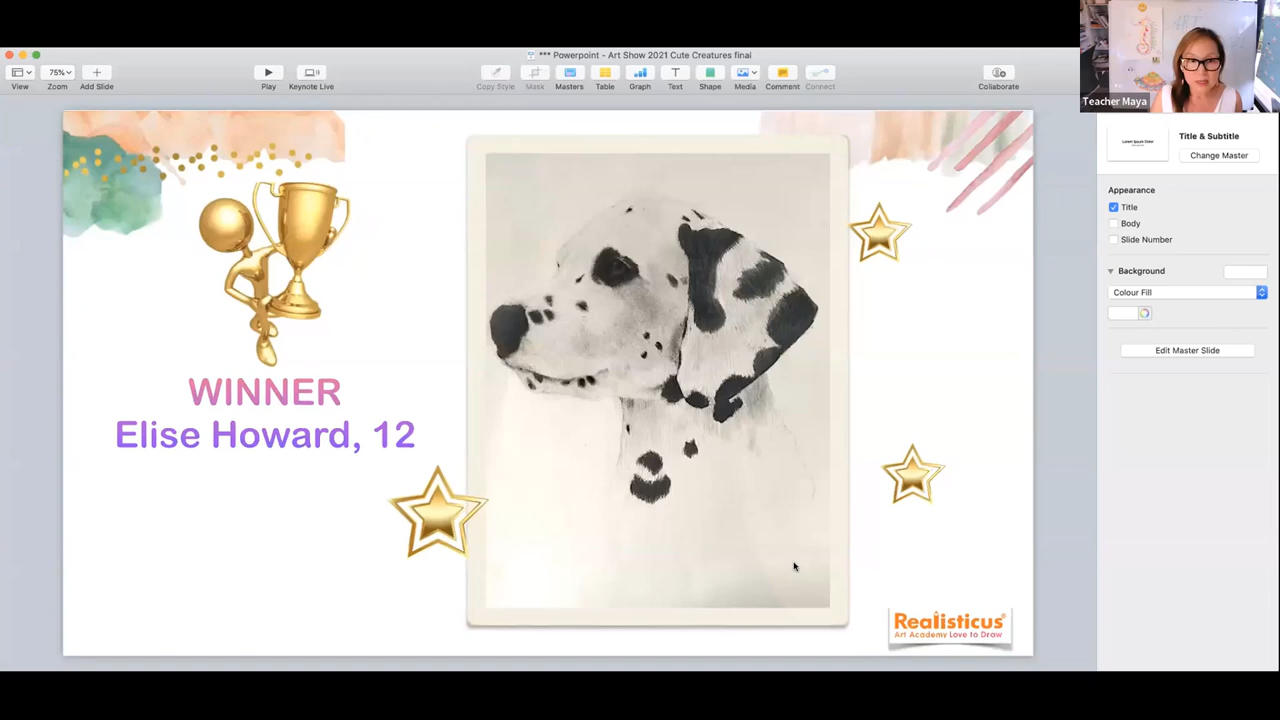 *** Powerpoint - Art Show 2021 Cute Creatures final
75%
View
Zoom
Add Slide
Play
Keynote Live
Copy Style
Mask
Masters
Table
Graph
Text
Shape
Media
Comment
Connect
Collaborate
Teacher Maya
WINNER
Elise Howard, 12
Realisticus®
Art Academy Love to Draw
Title & Subtitle
Change Master
Appearance
Title
Body
Slide Number
Background
Colour Fill
Edit Master Slide